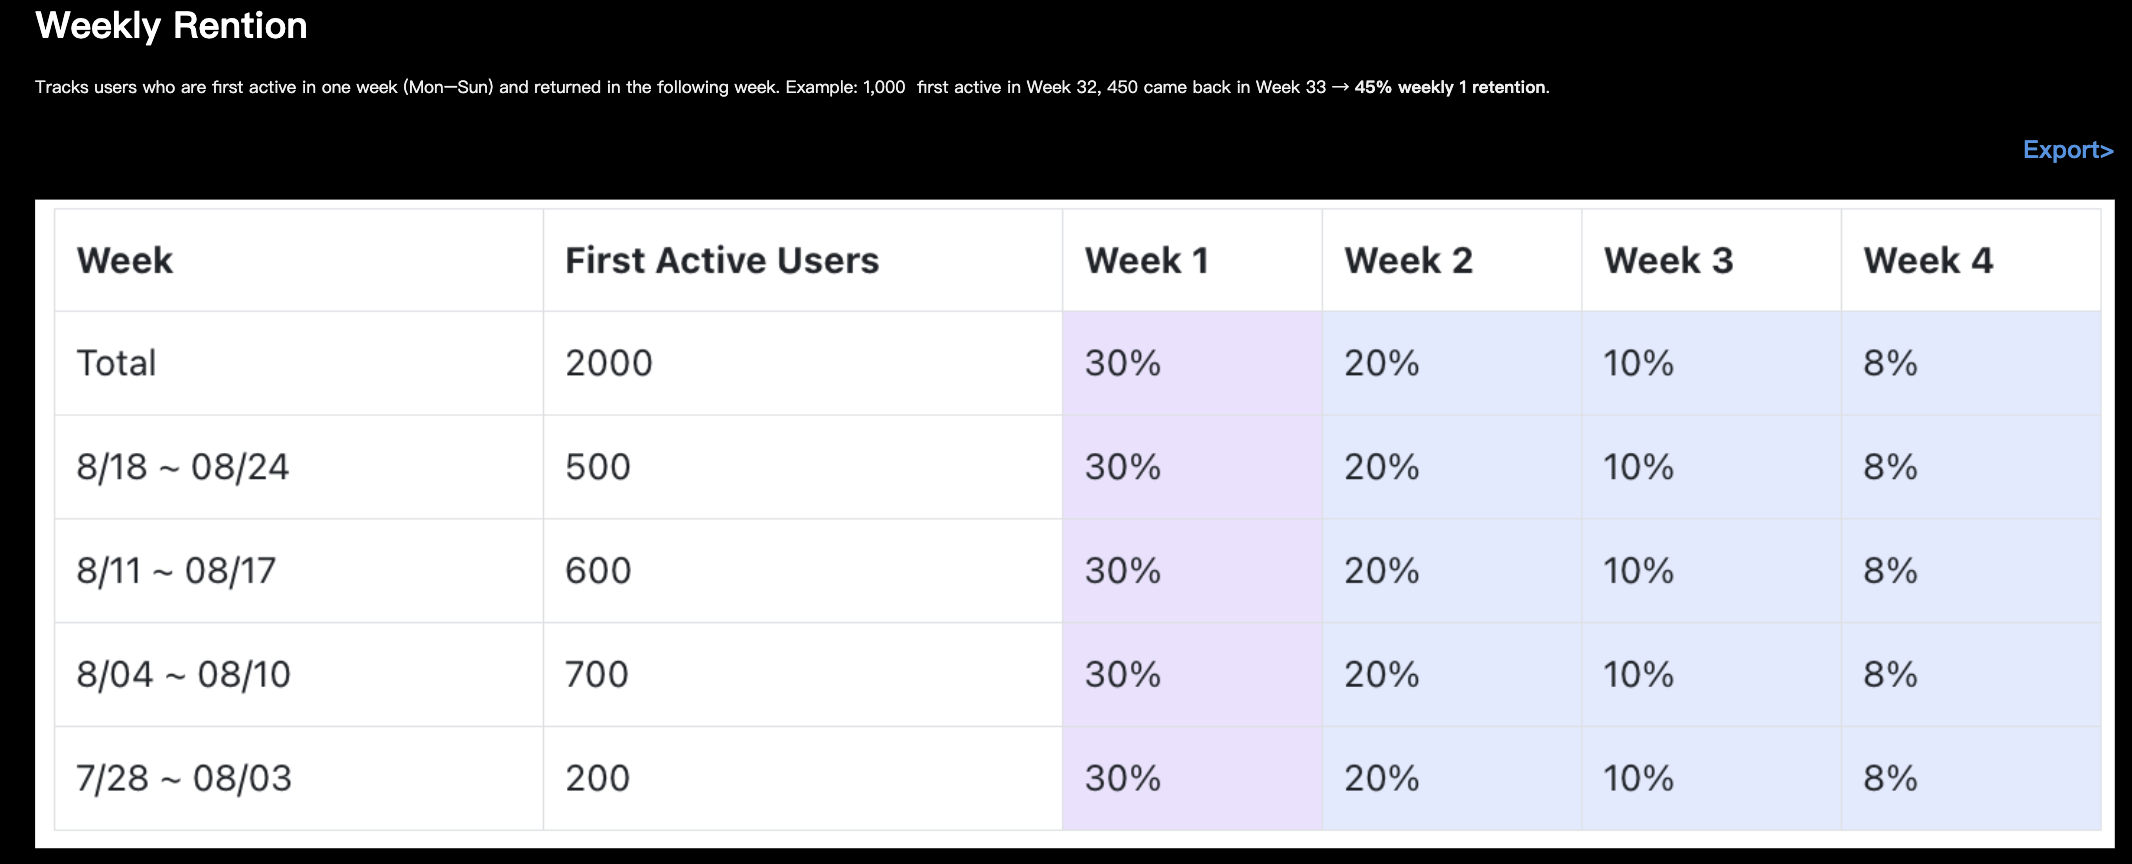 Weekly Rention
Tracks users who are first active in one week (Mon—Sun) and returned in the following week. Example: 1,000  first active in Week 32, 450 came back in Week 33 → 45% weekly 1 retention.
Export>
Week First Active Users Week 1 Week 2 Week 3 Week 4
Total 2000 30% 20% 10% 8%
8/18 ~ 08/24 500 30% 20% 10% 8%
8/11 ~ 08/17 600 30% 20% 10% 8%
8/04 ~ 08/10 700 30% 20% 10% 8%
7/28 ~ 08/03 200 30% 20% 10% 8%